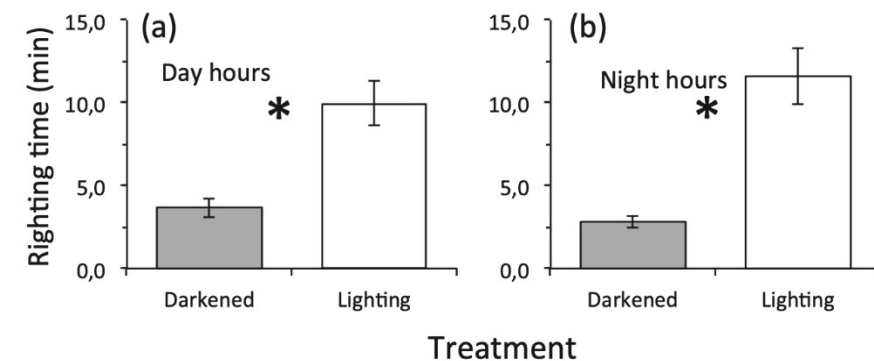 Righting time (min)
15,0
10,0
5,0
0,0
(a)
Day hours
*
Darkened
Lighting
15,0
10,0
5,0
0,0
(b)
Night hours
*
Darkened
Lighting
Treatment